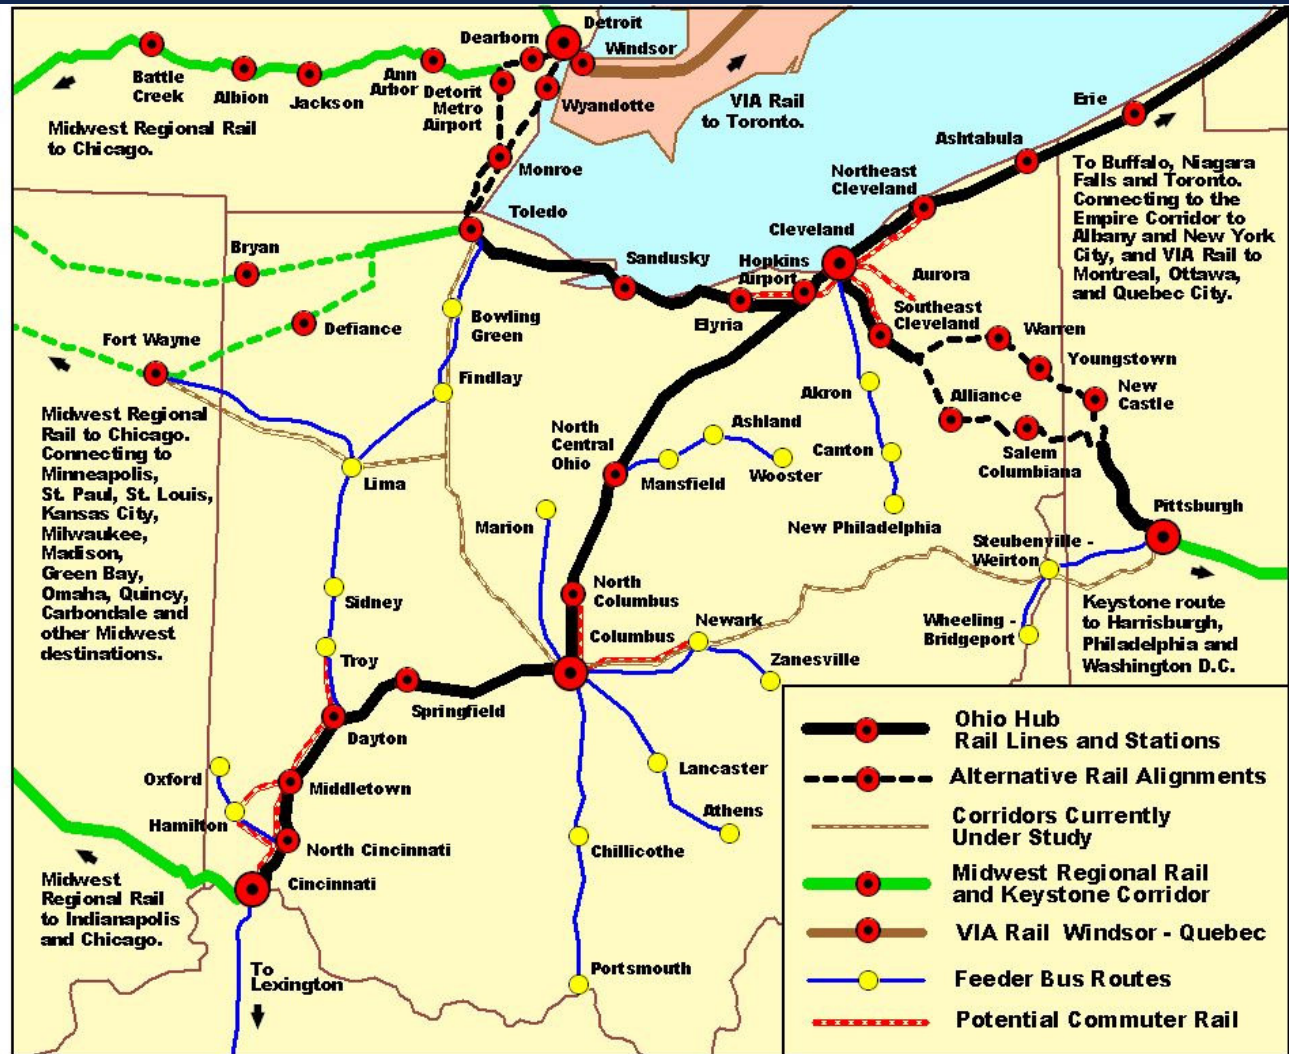 Detroit
Dearborn
Windsor
Battle
Creek
Albion
Jackson
Ann
Arbor
Detorit
Metro
Airport
Wyandotte
VIA Rail
to Toronto.
Midwest Regional Rail
to Chicago.
Monroe
Erie
Ashtabula
Northeast
Cleveland
To Buffalo, Niagara
Falls and Toronto.
Connecting to the
Empire Corridor to
Albany and New York
City, and VIA Rail to
Montreal, Ottawa,
and Quebec City.
Toledo
Cleveland
Bryan
Sandusky
Hopkins
Airport
Aurora
Elyria
Southeast
Cleveland
Bowling
Green
Defiance
Fort Wayne
Warren
Youngstown
Findlay
Akron
Alliance
New
Castle
Midwest Regional
Rail to Chicago.
Connecting to
Minneapolis,
St. Paul, St. Louis,
Kansas City,
Milwaukee,
Madison,
Green Bay,
Omaha, Quincy,
Carbondale and
other Midwest
destinations.
North
Central
Ohio
Ashland
Mansfield
Wooster
Canton
Salem
Columbiana
Lima
New Philadelphia
Pittsburgh
Marion
Steubenville -
Weirton
North
Columbus
Sidney
Columbus
Newark
Wheeling -
Bridgeport
Keystone route
to Harrisburgh,
Philadelphia and
Washington D.C.
Troy
Zanesville
Springfield
Dayton
Oxford
Middletown
Lancaster
Hamilton
Athens
North Cincinnati
Chillicothe
Cincinnati
Midwest
Regional Rail
to Indianapolis
and Chicago.
To
Lexington
Portsmouth
Ohio Hub
Rail Lines and Stations
Alternative Rail Alignments
Corridors Currently
Under Study
Midwest Regional Rail
and Keystone Corridor
VIA Rail Windsor - Quebec
Feeder Bus Routes
Potential Commuter Rail